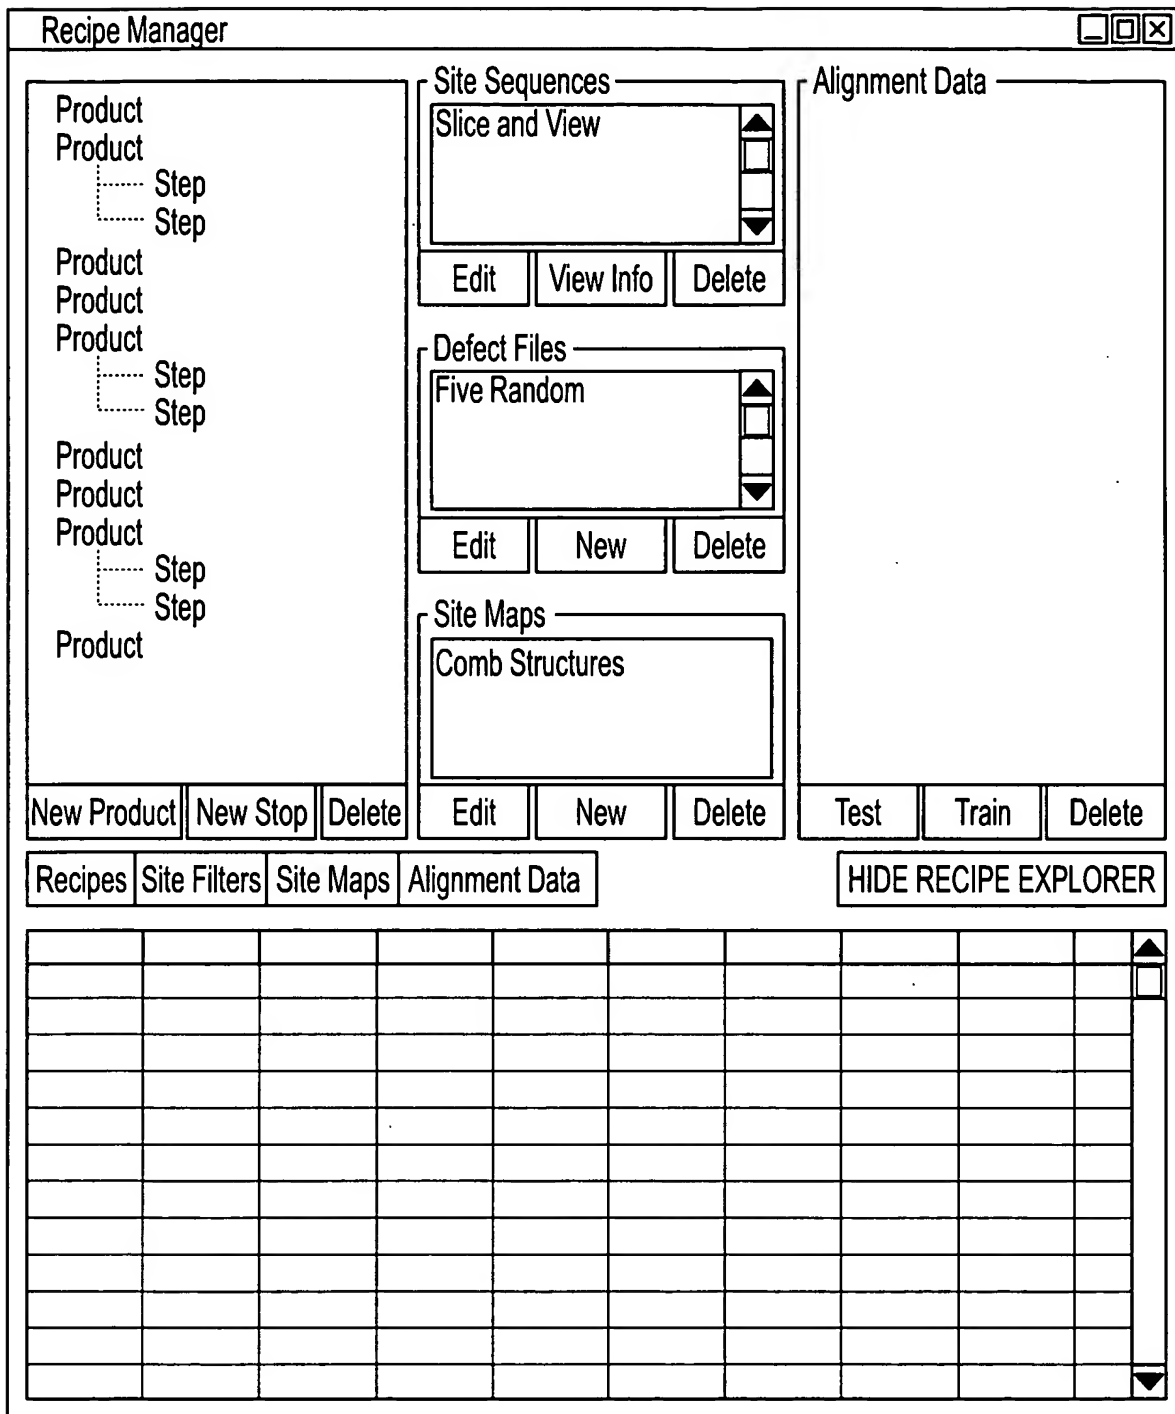 Recipe Manager
Product
Product
Step
Step
Product
Product
Product
Step
Step
Product
Product
Product
Step
Step
Product
New Product New Stop Delete
Site Sequences
Slice and View
Edit View Info Delete
Defect Files
Five Random
Edit New Delete
Site Maps
Comb Structures
Edit New Delete
Alignment Data
Test Train Delete
Recipes Site Filters Site Maps Alignment Data HIDE RECIPE EXPLORER